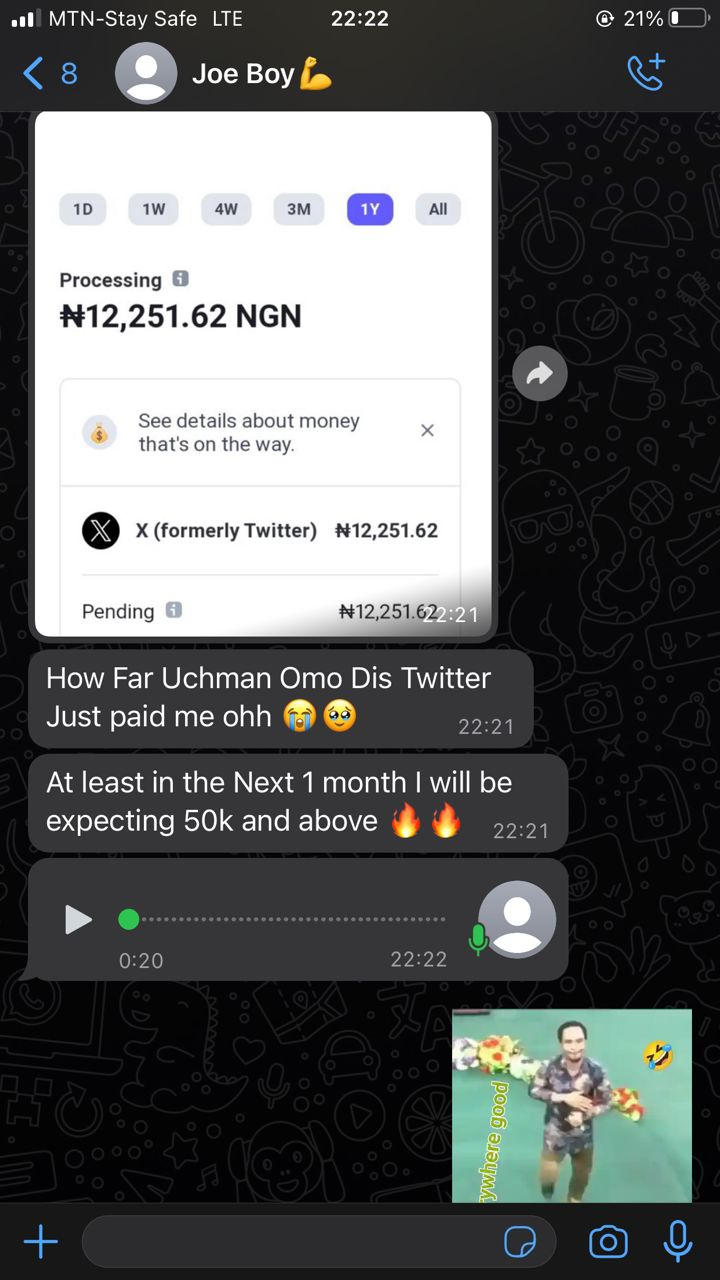 MTN-Stay Safe LTE 22:22 21%
8 Joe Boy💪
1D 1W 4W 3M 1Y All
Processing
₦12,251.62 NGN
See details about money
that's on the way.
X (formerly Twitter) ₦12,251.62
Pending ₦12,251.62
22:21
How Far Uchman Omo Dis Twitter
Just paid me ohh 😭🥹
22:21
At least in the Next 1 month I will be
expecting 50k and above 🔥🔥
22:21
0:20 22:22
ywhere good